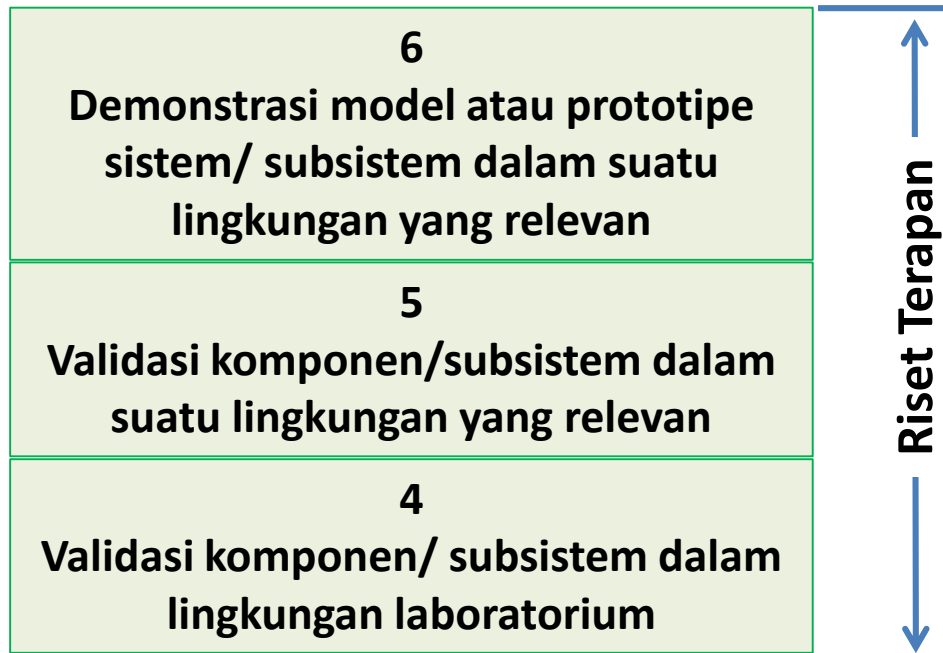 6
Demonstrasi model atau prototipe
sistem/ subsistem dalam suatu
lingkungan yang relevan
5
Validasi komponen/subsistem dalam
suatu lingkungan yang relevan
4
Validasi komponen/ subsistem dalam
lingkungan laboratorium
Riset Terapan